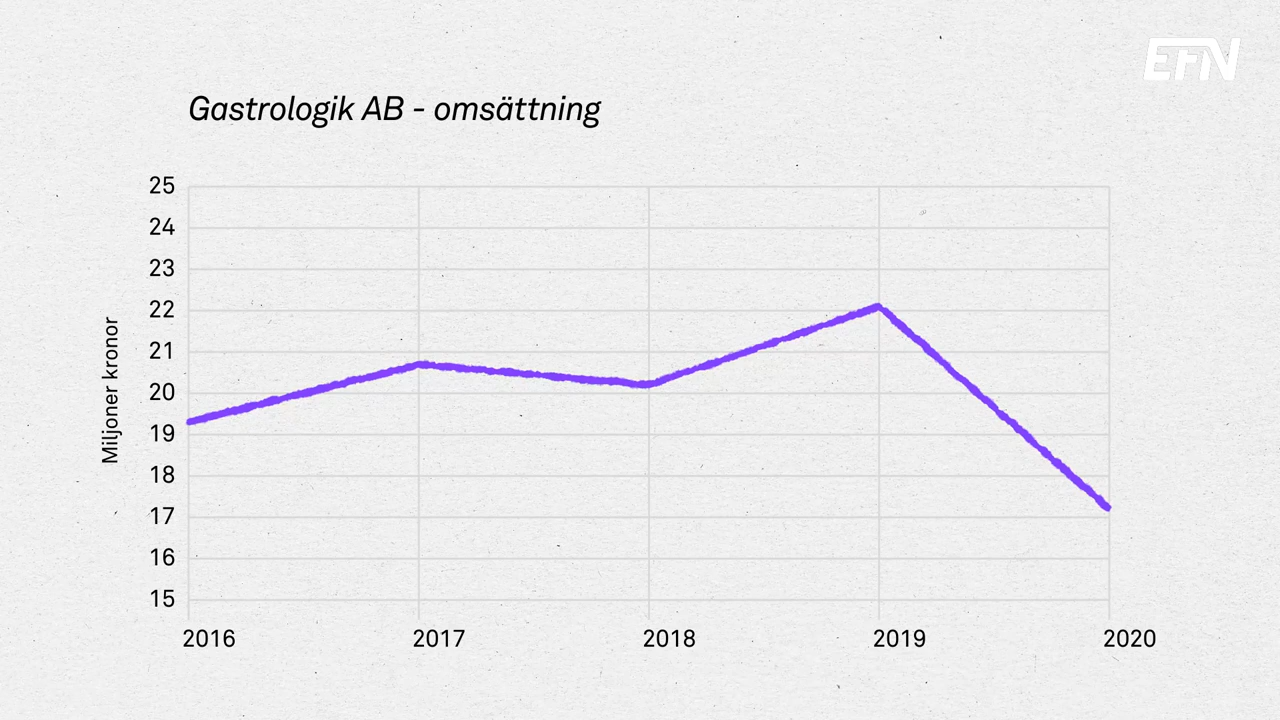 EFN
Gastrologik AB - omsättning
25
24
23
22
21
20
19
18
17
16
15
Miljoner kronor
2016 2017 2018 2019 2020